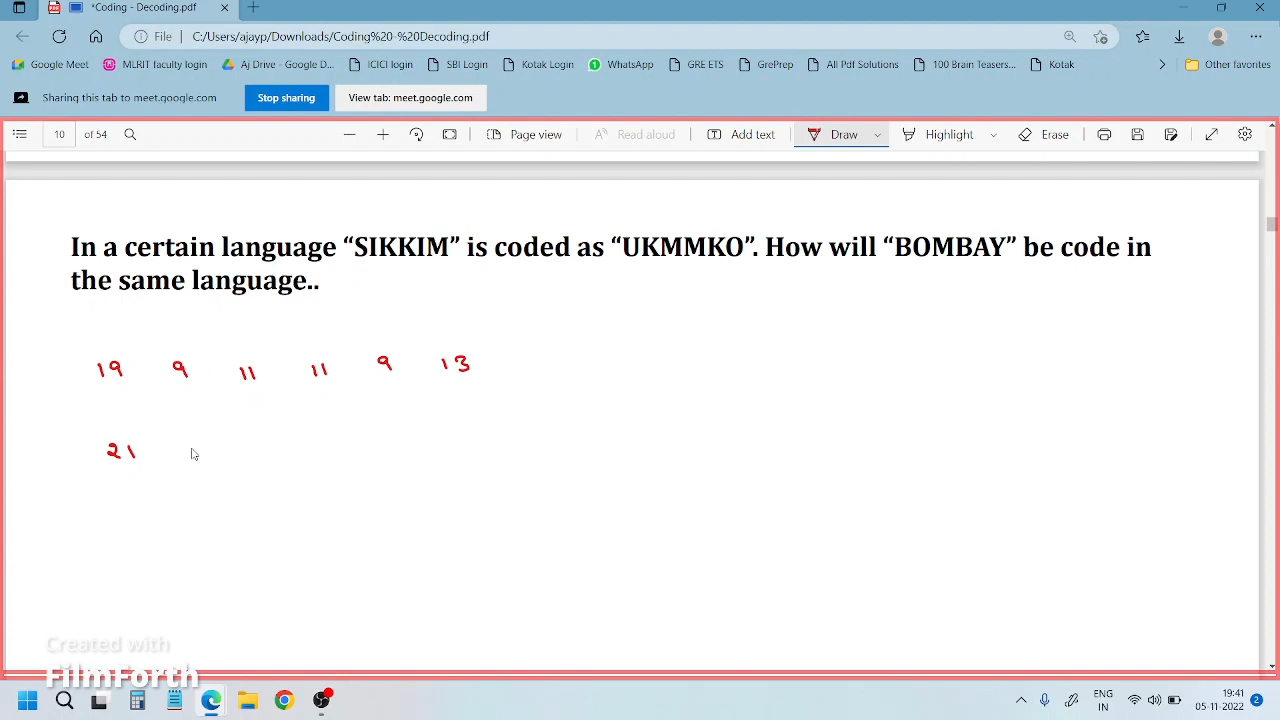 *Coding - Decoding.pdf
File C:/Users/ajayp/Downloads/Coding%20-%20Decoding.pdf
Google Meet MLRIT faculty login Aj Drive - Google D... ICICI login SBI Login Kotak Login WhatsApp GRE ETS GrePrep All Pdf Solutions 100 Brain Teasers... Kotak Other favorites
Sharing this tab to meet.google.com Stop sharing View tab: meet.google.com
10 of 54 Page view Read aloud Add text Draw Highlight Erase
In a certain language “SIKKIM” is coded as “UKMMKO”. How will “BOMBAY” be code in
the same language..
19 9 11 11 9 13
21
Created with
FilmForth
ENG 19:41
IN 05-11-2022 2